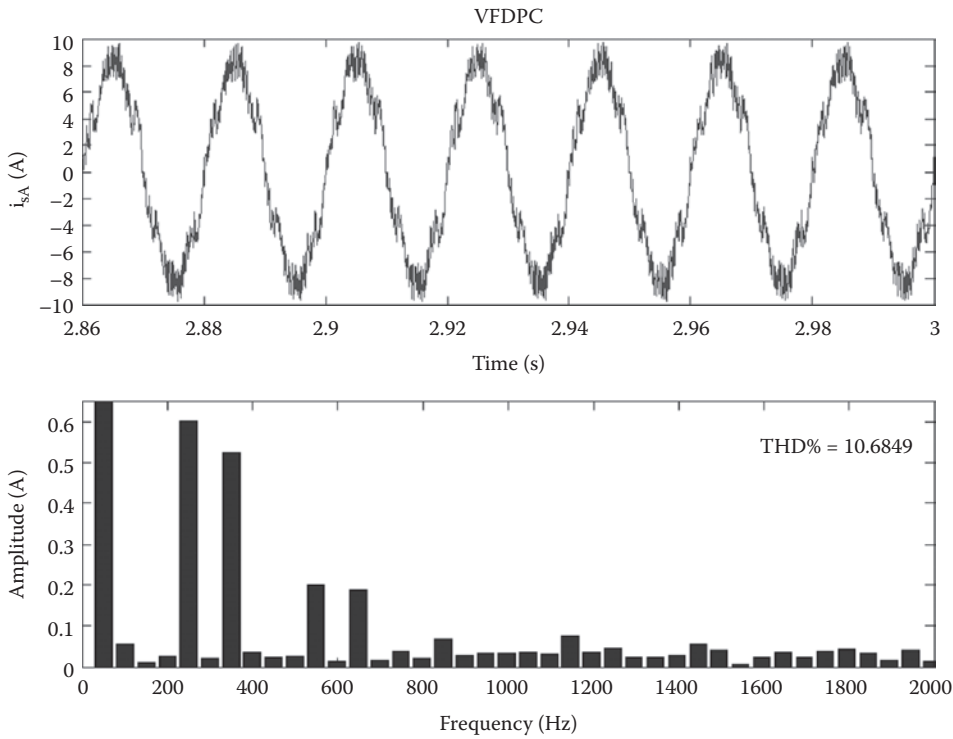 VFDPC
10
8
6
4
2
0
−2
−4
−6
−8
−10
i_sA (A)
2.86 2.88 2.9 2.92 2.94 2.96 2.98 3
Time (s)
0.6
0.5
0.4
0.3
0.2
0.1
0
Amplitude (A)
THD% = 10.6849
0 200 400 600 800 1000 1200 1400 1600 1800 2000
Frequency (Hz)